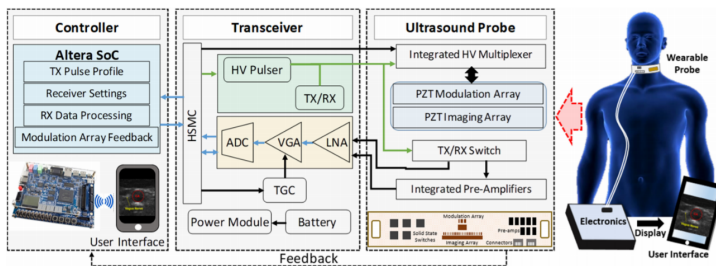 Controller
Altera SoC
TX Pulse Profile
Receiver Settings
RX Data Processing
Modulation Array Feedback
User Interface
Transceiver
HSMC
HV Pulser
TX/RX
ADC
VGA
LNA
TGC
Power Module
Battery
Ultrasound Probe
Integrated HV Multiplexer
PZT Modulation Array
PZT Imaging Array
TX/RX Switch
Integrated Pre-Amplifiers
Modulation Array
Solid State
Switches
Pre-amps
Imaging Array
Connectors
Feedback
Wearable
Probe
Electronics
Display
User Interface